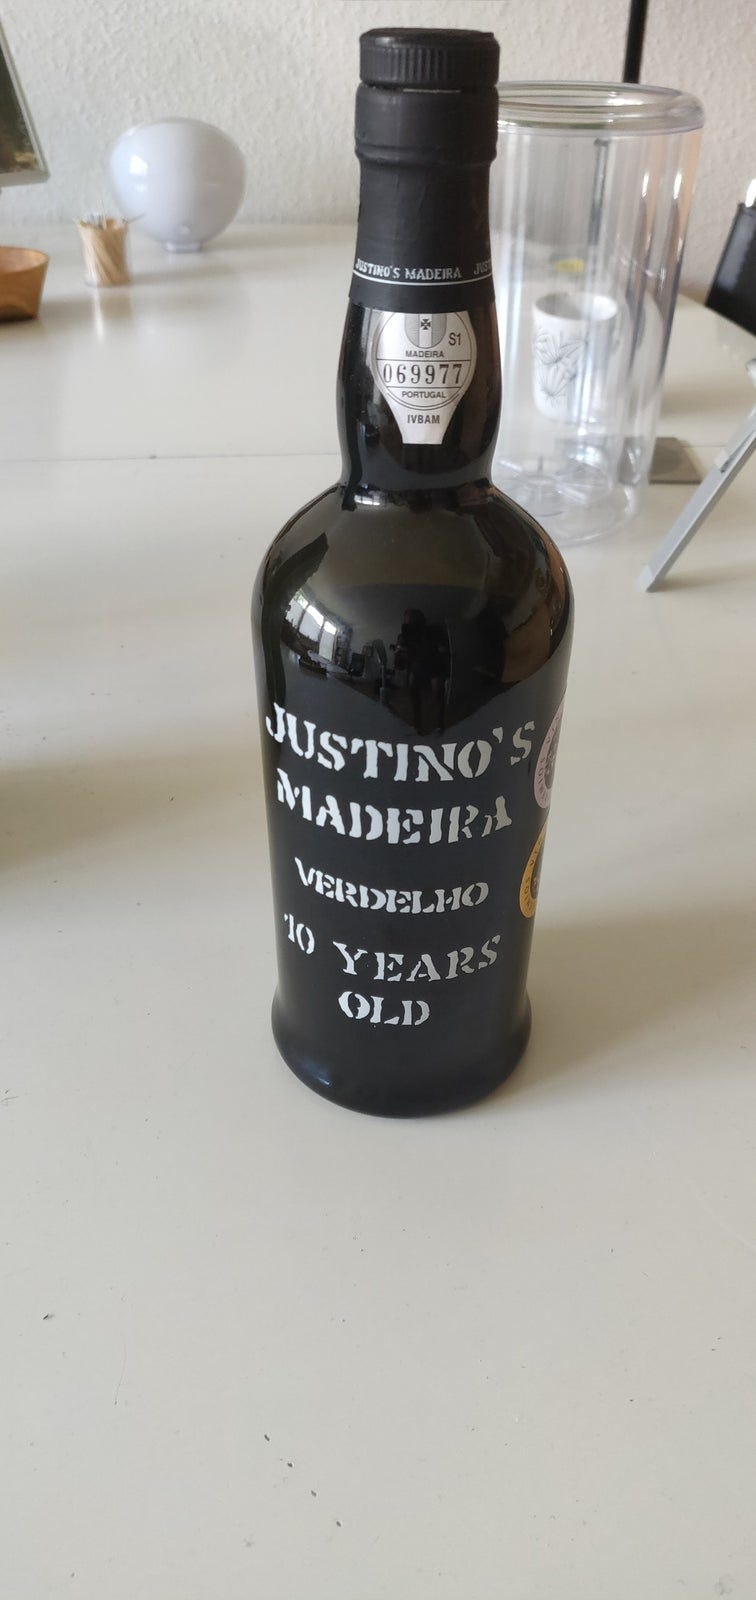 JUSTINO'S MADEIRA JUST
S1
MADEIRA
069977
PORTUGAL
IVBAM
JUSTINO'S
MADEIRA
VERDELHO
10 YEARS
OLD